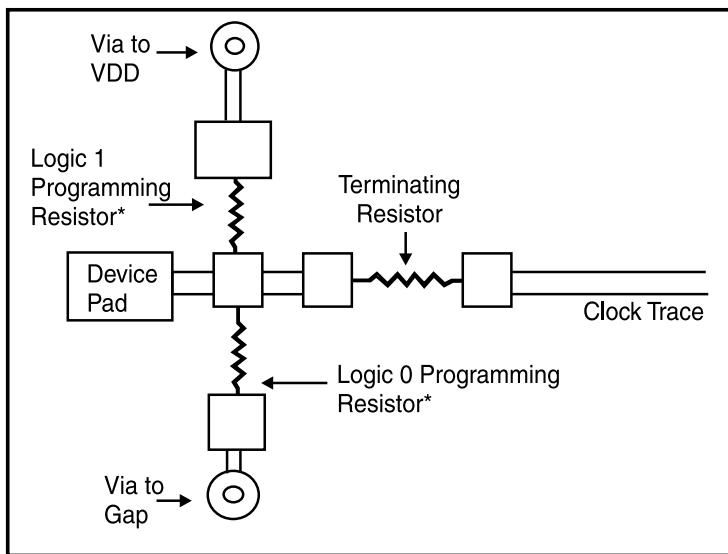 Via to
VDD
Logic 1
Programming
Resistor*
Terminating
Resistor
Device
Pad
Clock Trace
Logic 0 Programming
Resistor*
Via to
Gap